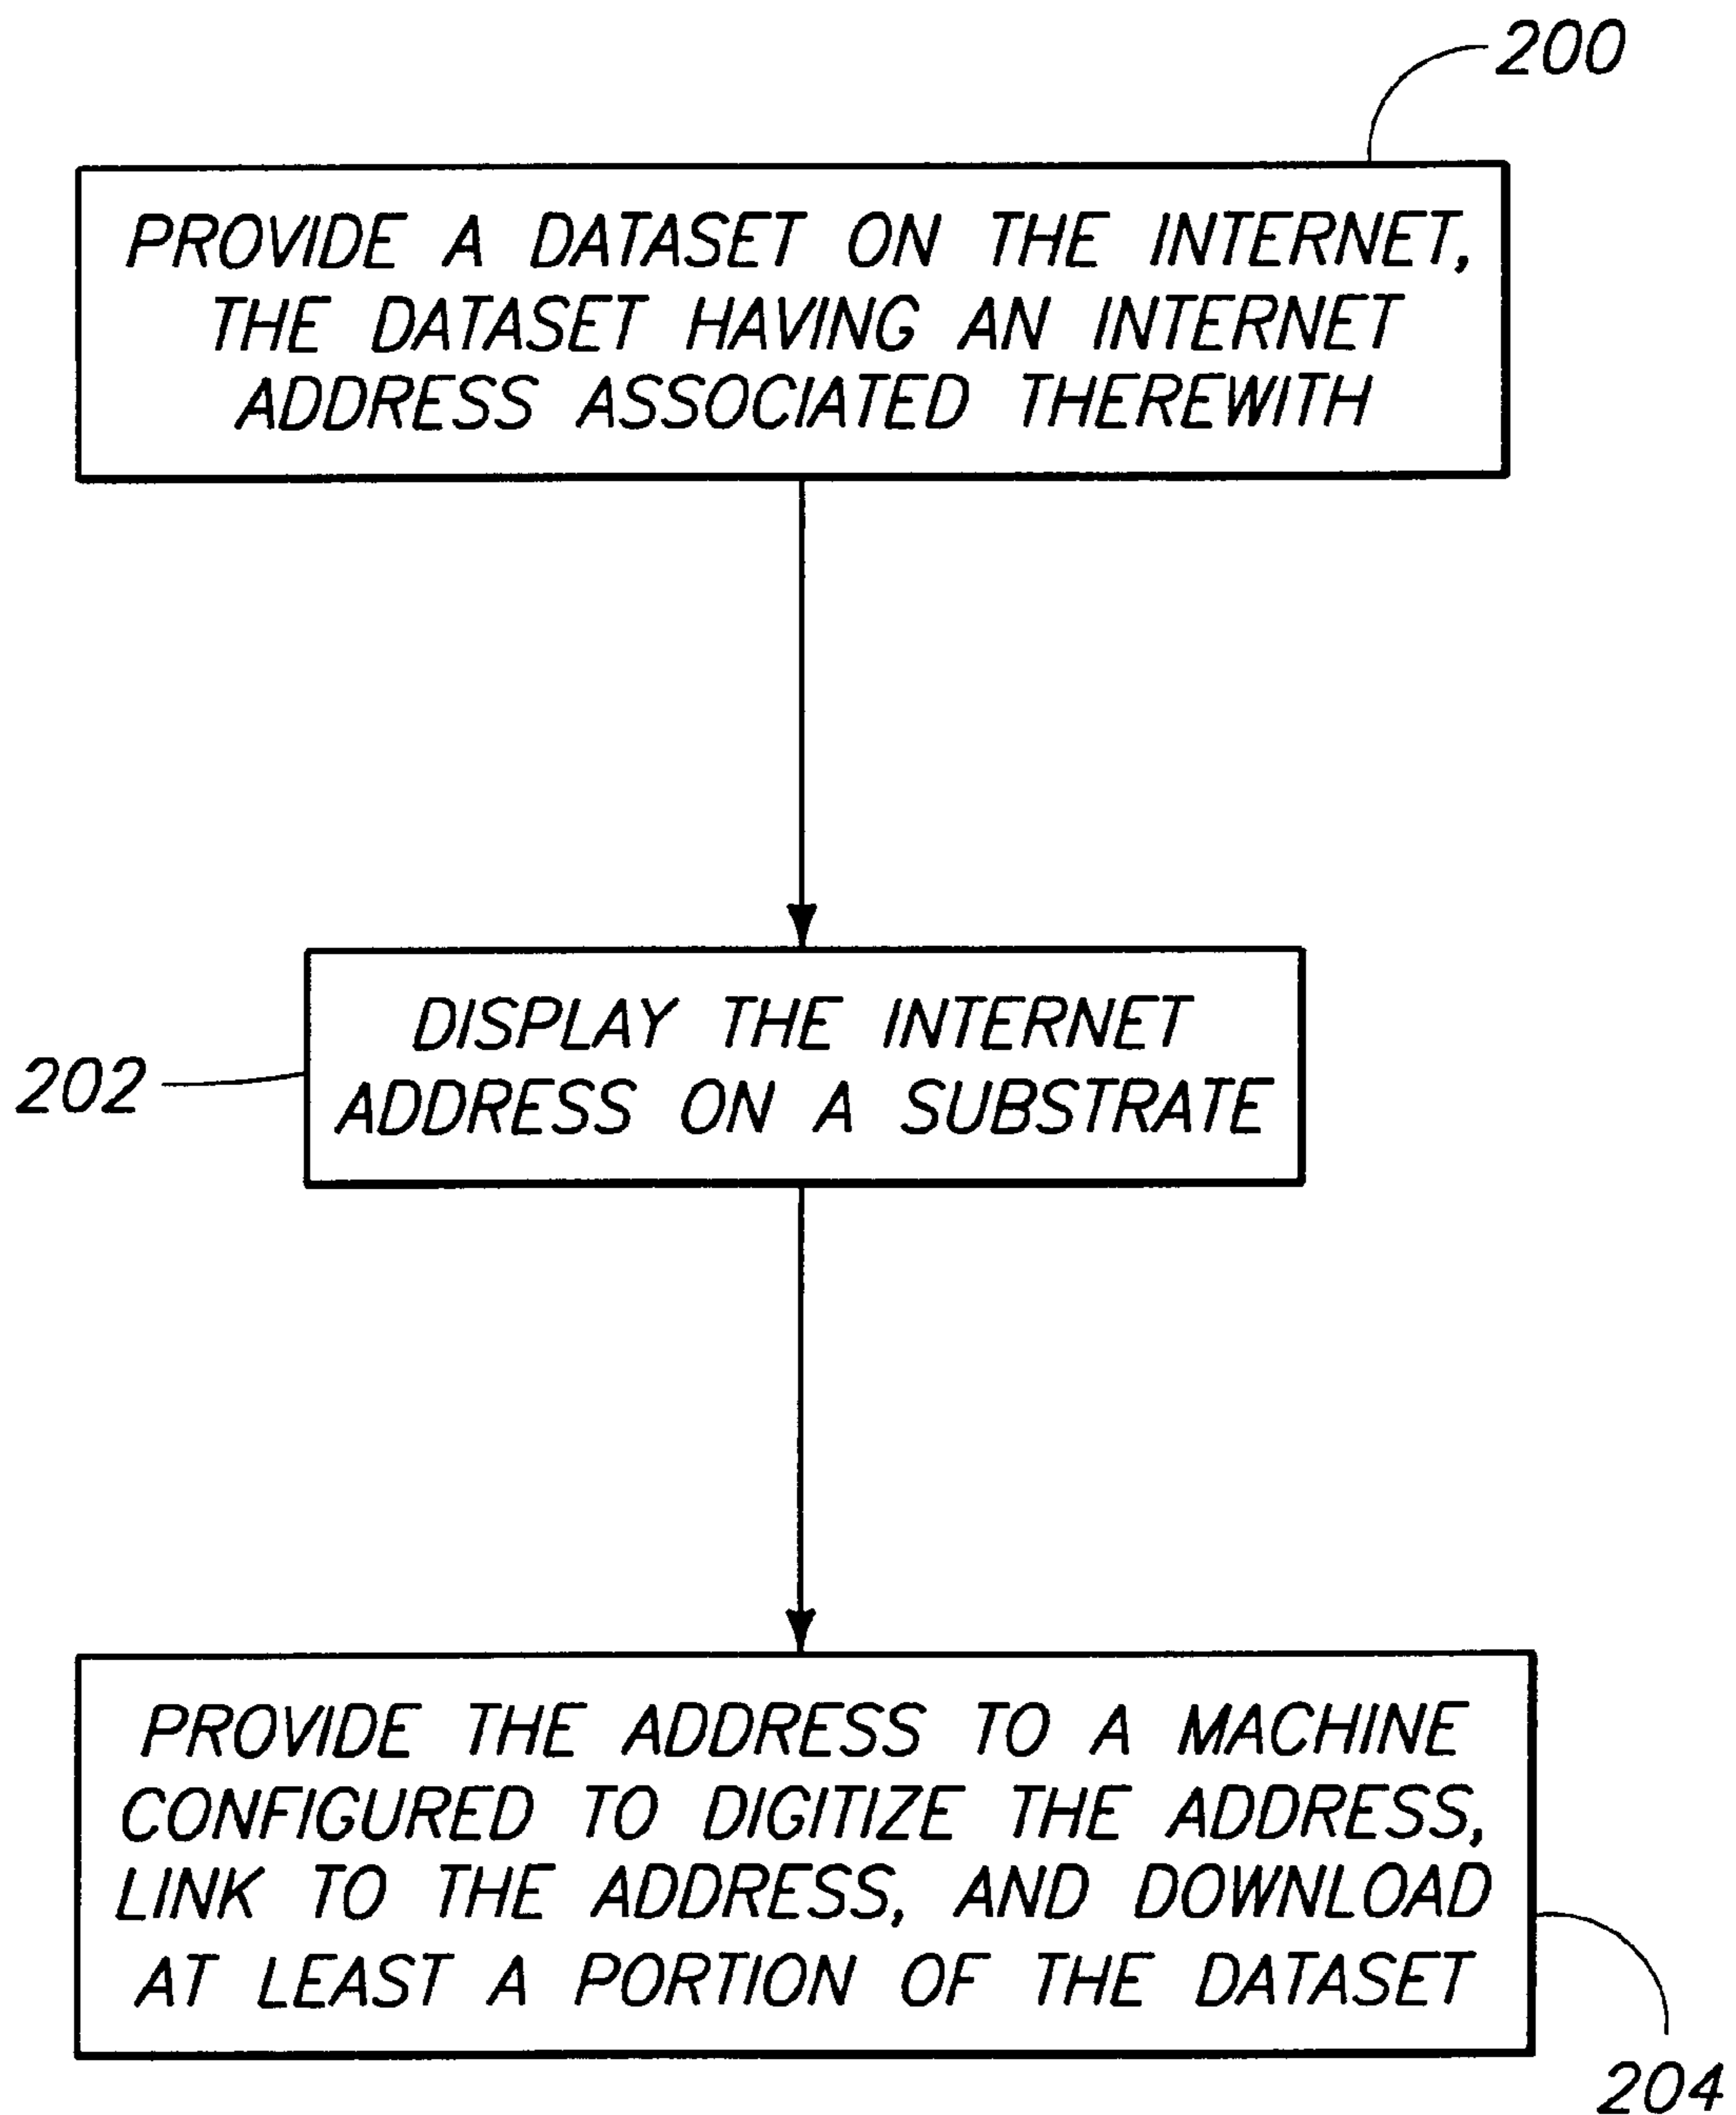 200
PROVIDE A DATASET ON THE INTERNET,
THE DATASET HAVING AN INTERNET
ADDRESS ASSOCIATED THEREWITH
DISPLAY THE INTERNET
ADDRESS ON A SUBSTRATE
202
PROVIDE THE ADDRESS TO A MACHINE
CONFIGURED TO DIGITIZE THE ADDRESS,
LINK TO THE ADDRESS, AND DOWNLOAD
AT LEAST A PORTION OF THE DATASET
204